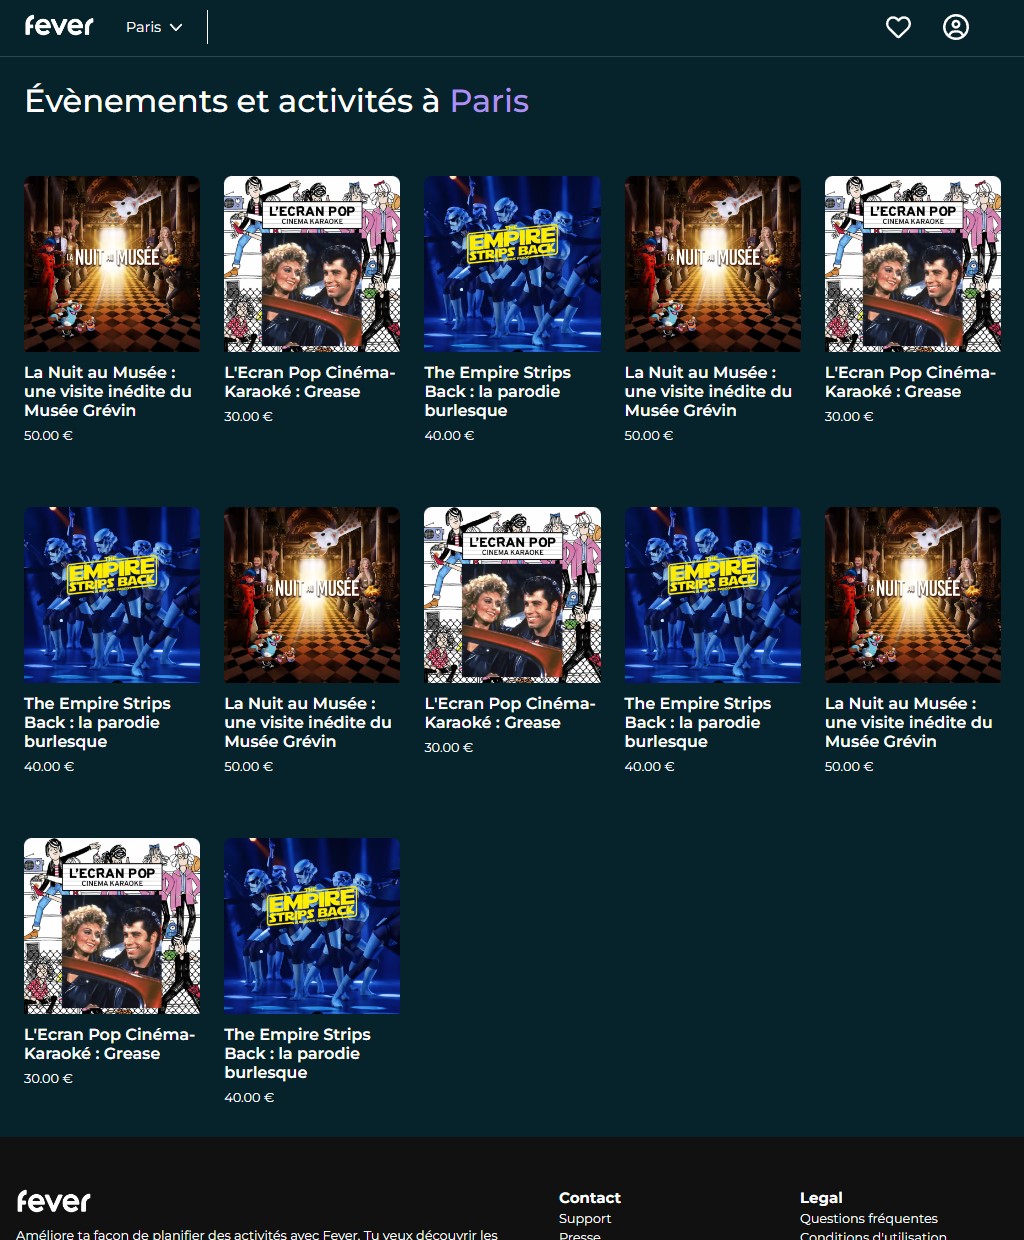 fever
Paris
Évènements et activités à Paris
LA NUIT AU MUSÉE
L'ECRAN POP
CINEMA KARAOKE
THE
EMPIRE
STRIPS BACK
LA NUIT AU MUSÉE
L'ECRAN POP
CINEMA KARAOKE
La Nuit au Musée :
une visite inédite du
Musée Grévin
50.00 €
L'Ecran Pop Cinéma-
Karaoké : Grease
30.00 €
The Empire Strips
Back : la parodie
burlesque
40.00 €
La Nuit au Musée :
une visite inédite du
Musée Grévin
50.00 €
L'Ecran Pop Cinéma-
Karaoké : Grease
30.00 €
THE
EMPIRE
STRIPS BACK
LA NUIT AU MUSÉE
L'ECRAN POP
CINEMA KARAOKE
THE
EMPIRE
STRIPS BACK
LA NUIT AU MUSÉE
The Empire Strips
Back : la parodie
burlesque
40.00 €
La Nuit au Musée :
une visite inédite du
Musée Grévin
50.00 €
L'Ecran Pop Cinéma-
Karaoké : Grease
30.00 €
The Empire Strips
Back : la parodie
burlesque
40.00 €
La Nuit au Musée :
une visite inédite du
Musée Grévin
50.00 €
L'ECRAN POP
CINEMA KARAOKE
THE
EMPIRE
STRIPS BACK
L'Ecran Pop Cinéma-
Karaoké : Grease
30.00 €
The Empire Strips
Back : la parodie
burlesque
40.00 €
fever
Améliore ta façon de planifier des activités avec Fever. Tu veux découvrir les
Contact
Support
Presse
Legal
Questions fréquentes
Conditions d'utilisation